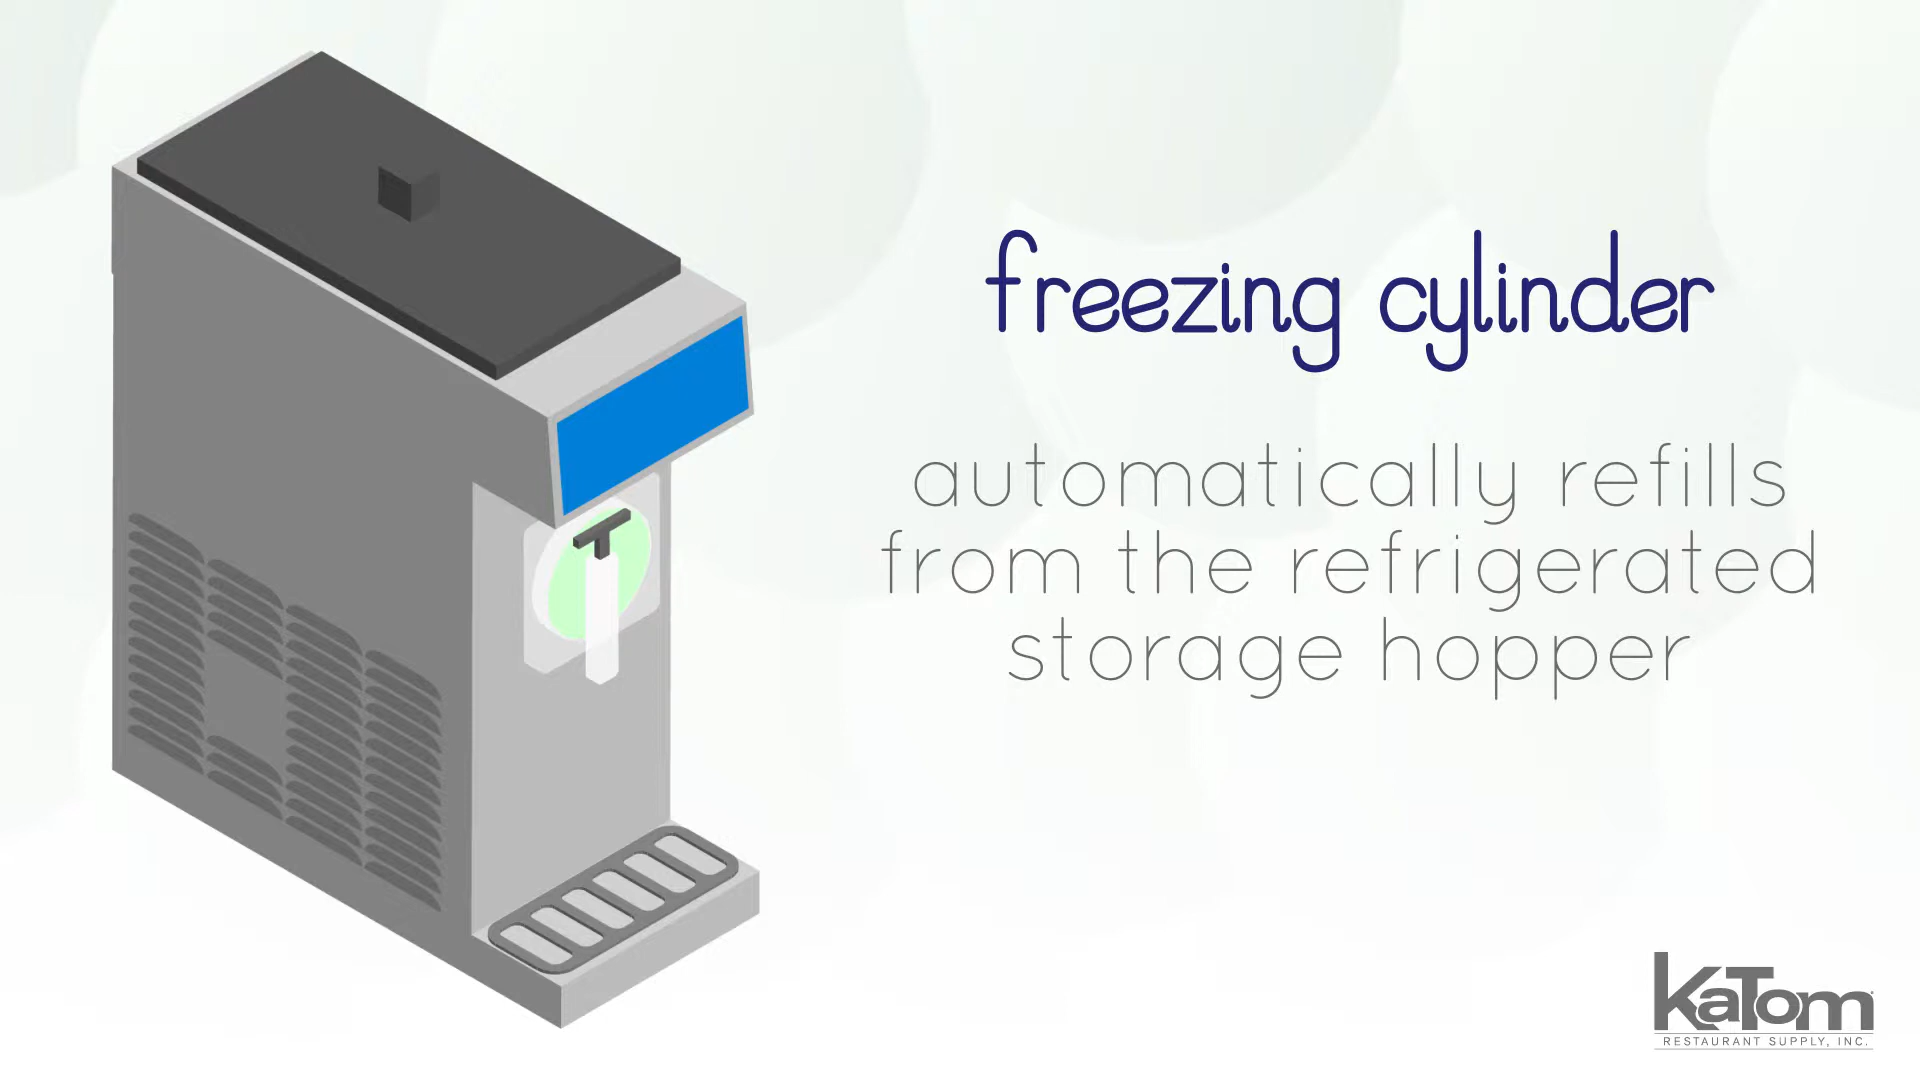 freezing cylinder
automatically refills
from the refrigerated
storage hopper
KaTom
RESTAURANT SUPPLY, INC.